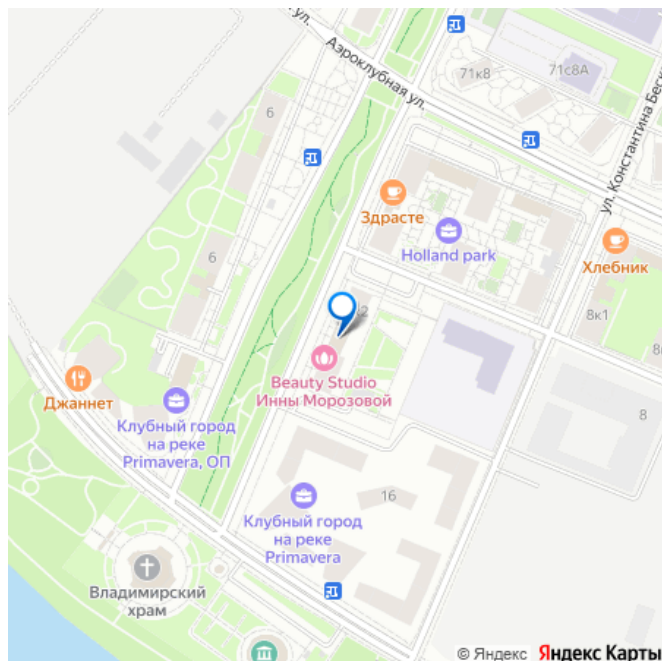 ул.
Аэроклубная ул.
71к8
71с8А
ул. Константина Беск
6
Здрасте
Holland park
Хлебник
6
8к1
Beauty Studio
Инны Морозовой
Джаннет
Клубный город
на реке
Primavera, ОП
8
16
Клубный город
на реке
Primavera
Владимирский
храм
© Яндекс Яндекс Карты